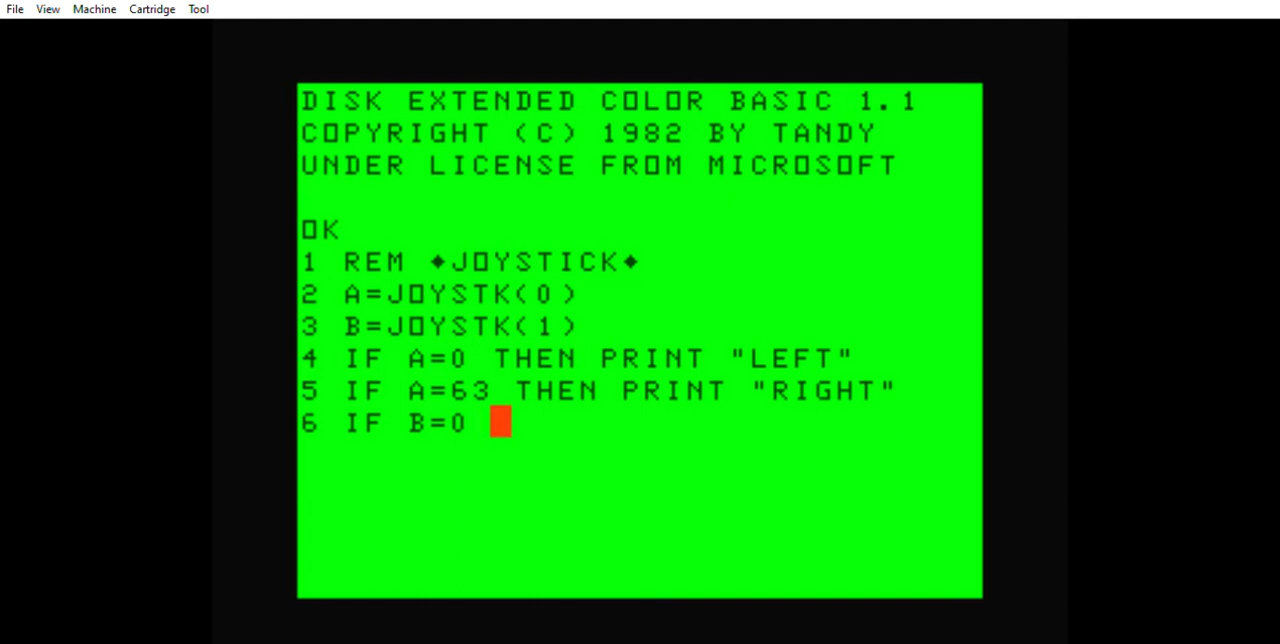 File View Machine Cartridge Tool
DISK EXTENDED COLOR BASIC 1.1
COPYRIGHT (C) 1982 BY TANDY
UNDER LICENSE FROM MICROSOFT
OK
1 REM *JOYSTICK*
2 A=JOYSTK(0)
3 B=JOYSTK(1)
4 IF A=0 THEN PRINT "LEFT"
5 IF A=63 THEN PRINT "RIGHT"
6 IF B=0